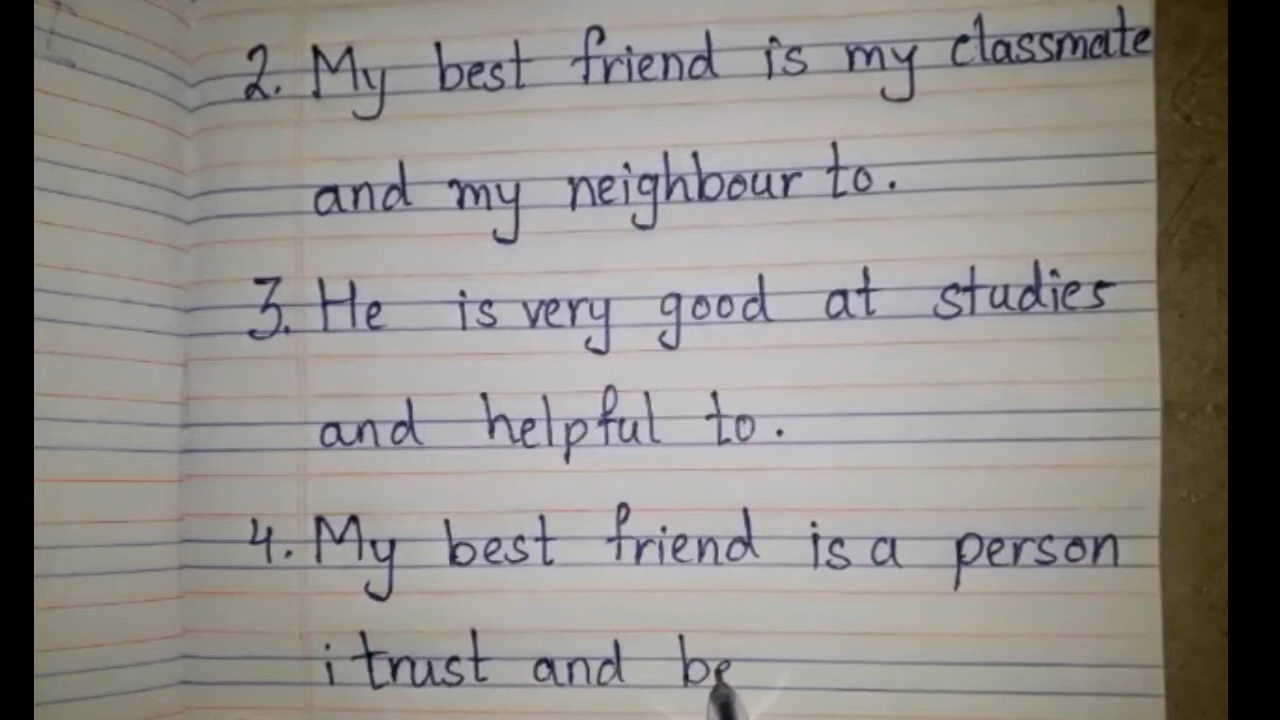 2. My best friend is my classmate
and my neighbour to.
3. He is very good at studies
and helpful to.
4. My best friend is a person
i trust and be